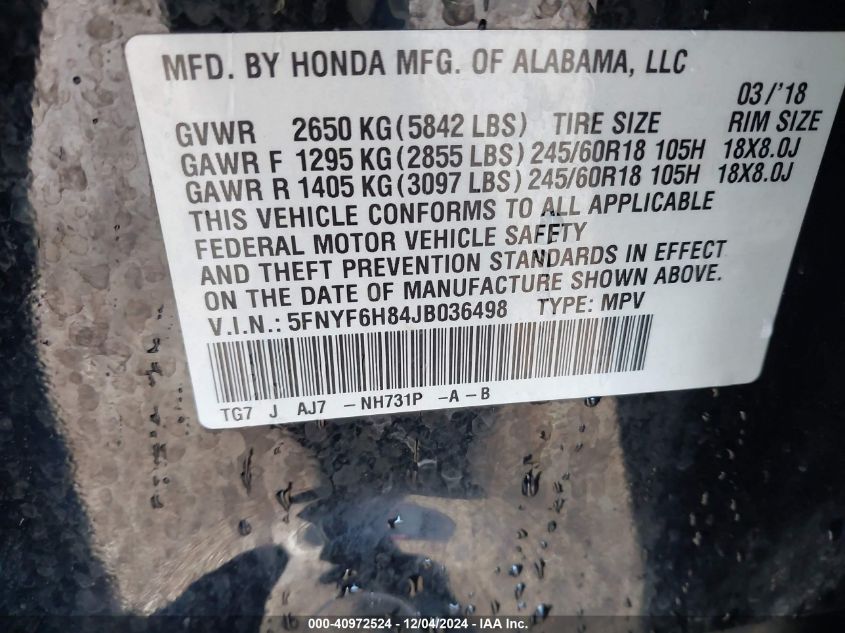 MFD. BY HONDA MFG. OF ALABAMA, LLC
03/'18
GVWR 2650 KG (5842 LBS) TIRE SIZE RIM SIZE
GAWR F 1295 KG (2855 LBS) 245/60R18 105H 18X8.0J
GAWR R 1405 KG (3097 LBS) 245/60R18 105H 18X8.0J
THIS VEHICLE CONFORMS TO ALL APPLICABLE
FEDERAL MOTOR VEHICLE SAFETY
AND THEFT PREVENTION STANDARDS IN EFFECT
ON THE DATE OF MANUFACTURE SHOWN ABOVE.
V.I.N.: 5FNYF6H84JB036498 TYPE: MPV
TG7 J AJ7 -NH731P -A-B
000-40972524 - 12/04/2024 - IAA Inc.